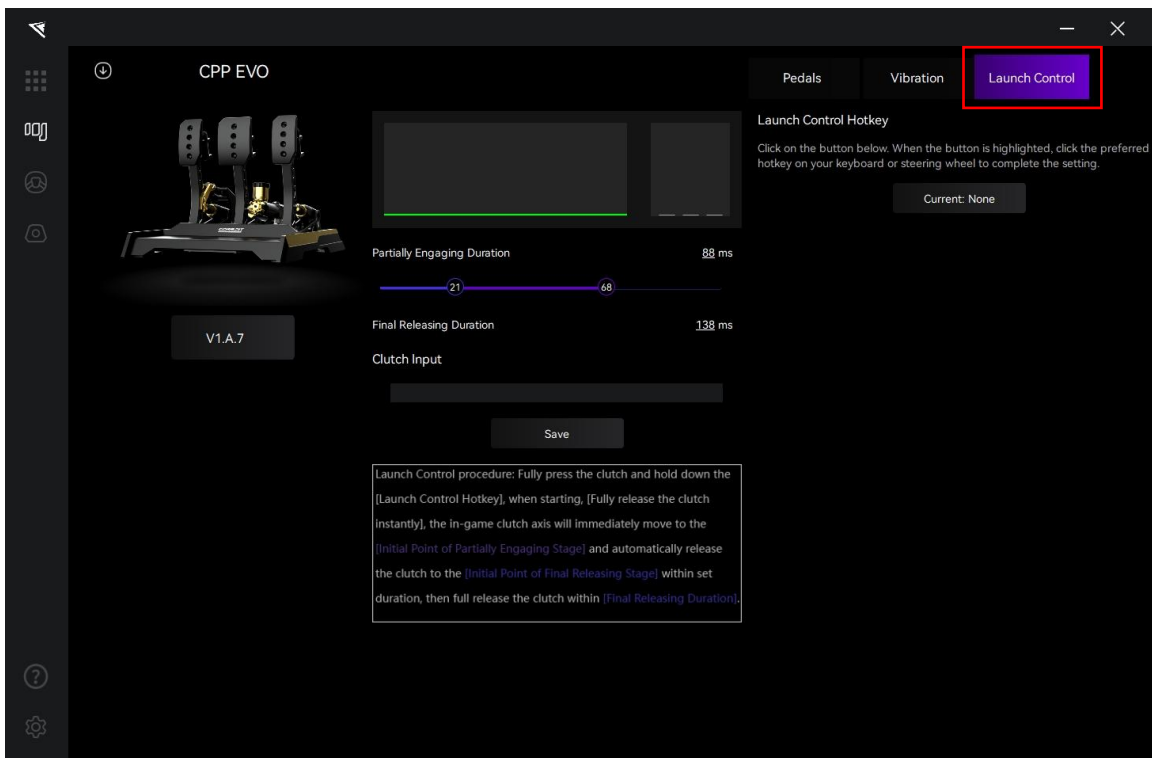 CPP EVO
Pedals
Vibration
Launch Control
Launch Control Hotkey
Click on the button below. When the button is highlighted, click the preferred
hotkey on your keyboard or steering wheel to complete the setting.
Current: None
Partially Engaging Duration
88 ms
21
68
Final Releasing Duration
138 ms
V1.A.7
Clutch Input
Save
Launch Control procedure: Fully press the clutch and hold down the
[Launch Control Hotkey], when starting, [Fully release the clutch
instantly], the in-game clutch axis will immediately move to the
[Initial Point of Partially Engaging Stage] and automatically release
the clutch to the [Initial Point of Final Releasing Stage] within set
duration, then full release the clutch within [Final Releasing Duration].